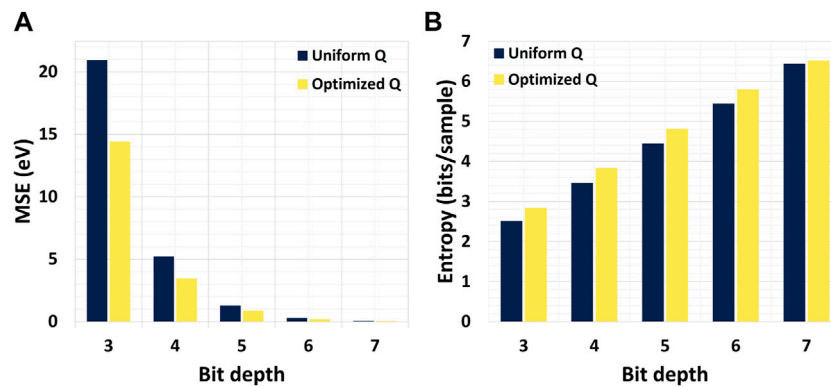 A
MSE (eV)
20
15
10
5
0
Uniform Q
Optimized Q
3 4 5 6 7
Bit depth
B
Entropy (bits/sample)
7
6
5
4
3
2
1
0
Uniform Q
Optimized Q
3 4 5 6 7
Bit depth